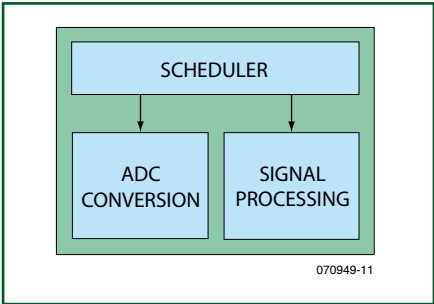 SCHEDULER
ADC
CONVERSION
SIGNAL
PROCESSING
070949-11